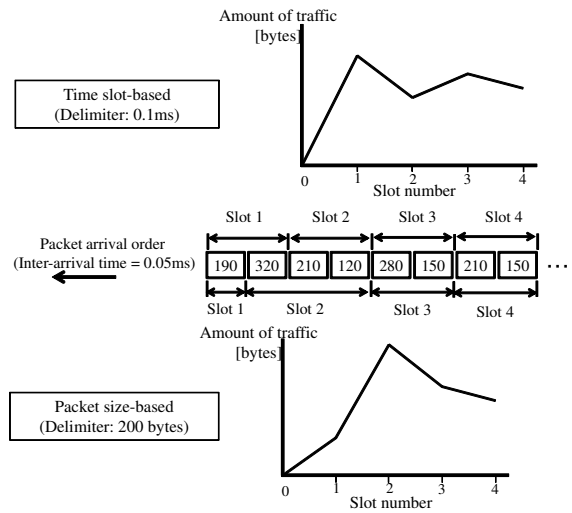 Amount of traffic
[bytes]
Time slot-based
(Delimiter: 0.1ms)
0
1
2
3
4
Slot number
Slot 1
Slot 2
Slot 3
Slot 4
Packet arrival order
(Inter-arrival time = 0.05ms)
190
320
210
120
280
150
210
150
...
Slot 1
Slot 2
Slot 3
Slot 4
Amount of traffic
[bytes]
Packet size-based
(Delimiter: 200 bytes)
0
1
2
3
4
Slot number